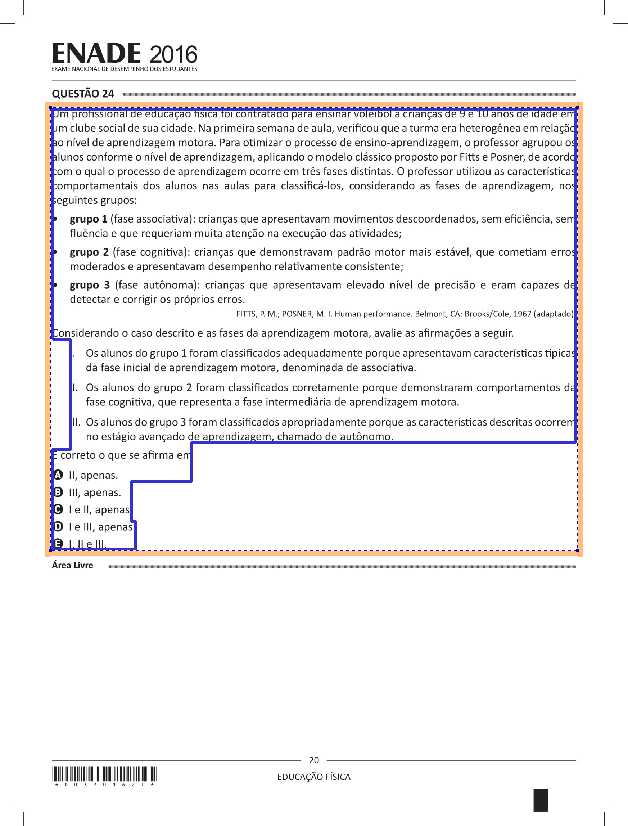 ENADE 2016
EXAME NACIONAL DE DESEMPENHO DOS ESTUDANTES
QUESTÃO 24
Um profissional de educação física foi contratado para ensinar voleibol a crianças de 9 e 10 anos de idade em
um clube social de sua cidade. Na primeira semana de aula, verificou que a turma era heterogênea em relação
ao nível de aprendizagem motora. Para otimizar o processo de ensino-aprendizagem, o professor agrupou os
alunos conforme o nível de aprendizagem, aplicando o modelo clássico proposto por Fitts e Posner, de acordo
com o qual o processo de aprendizagem ocorre em três fases distintas. O professor utilizou as características
comportamentais dos alunos nas aulas para classificá-los, considerando as fases de aprendizagem, nos
seguintes grupos:
• grupo 1 (fase associativa): crianças que apresentavam movimentos descoordenados, sem eficiência, sem
fluência e que requeriam muita atenção na execução das atividades;
• grupo 2 (fase cognitiva): crianças que demonstravam padrão motor mais estável, que cometiam erros
moderados e apresentavam desempenho relativamente consistente;
• grupo 3 (fase autônoma): crianças que apresentavam elevado nível de precisão e eram capazes de
detectar e corrigir os próprios erros.
FITTS, P. M.; POSNER, M. I. Human performance. Belmont, CA: Brooks/Cole, 1967 (adaptado).
Considerando o caso descrito e as fases da aprendizagem motora, avalie as afirmações a seguir.
I. Os alunos do grupo 1 foram classificados adequadamente porque apresentavam características típicas
da fase inicial de aprendizagem motora, denominada de associativa.
II. Os alunos do grupo 2 foram classificados corretamente porque demonstraram comportamentos da
fase cognitiva, que representa a fase intermediária de aprendizagem motora.
III. Os alunos do grupo 3 foram classificados apropriadamente porque as características descritas ocorrem
no estágio avançado de aprendizagem, chamado de autônomo.
É correto o que se afirma em
A II, apenas.
B III, apenas.
C I e II, apenas.
D I e III, apenas.
E I, II e III.
Área Livre
20
EDUCAÇÃO FÍSICA